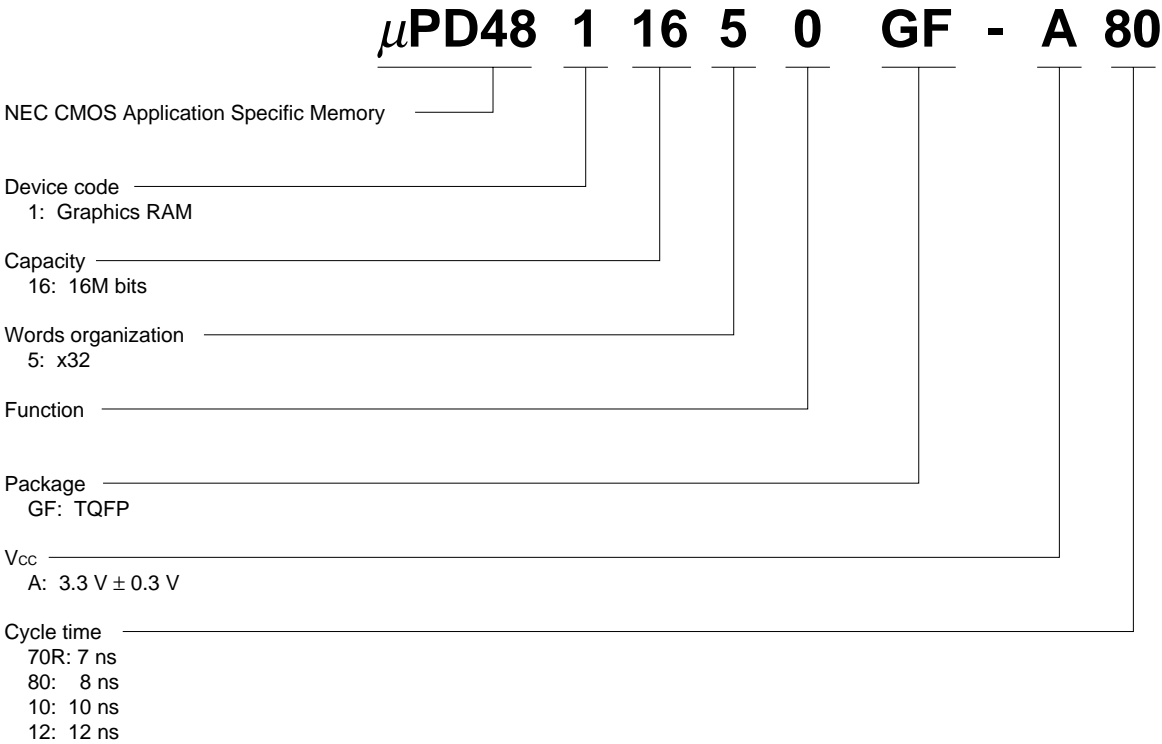 μPD48 1 16 5 0 GF - A 80
NEC CMOS Application Specific Memory
Device code
1: Graphics RAM
Capacity
16: 16M bits
Words organization
5: x32
Function
Package
GF: TQFP
VCC
A: 3.3 V ± 0.3 V
Cycle time
70R: 7 ns
80: 8 ns
10: 10 ns
12: 12 ns